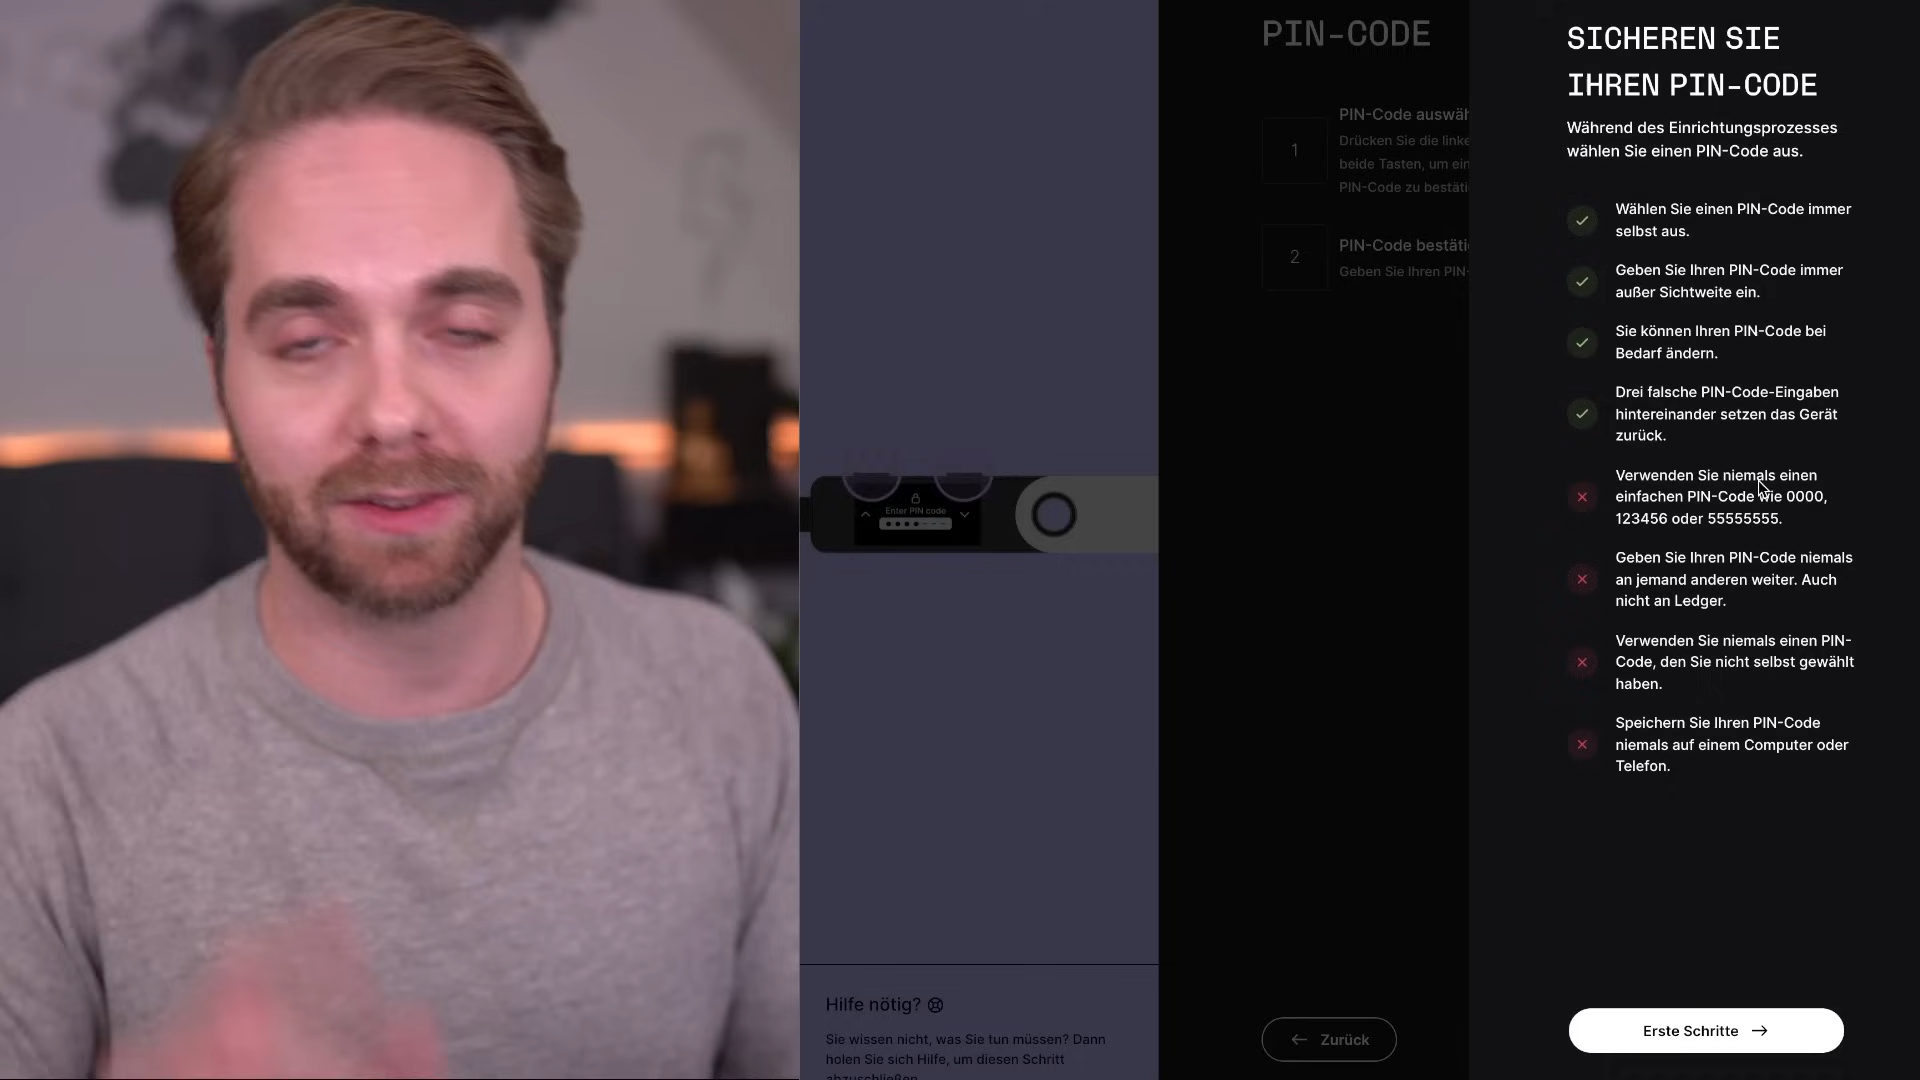 Enter PIN code
Hilfe nötig?
Sie wissen nicht, was Sie tun müssen? Dann
holen Sie sich Hilfe, um diesen Schritt
abzuschließen
PIN-CODE
1
PIN-Code auswäh
Drücken Sie die linke
beide Tasten, um ein
PIN-Code zu bestäti
2
PIN-Code bestäti
Geben Sie Ihren PIN-
← Zurück
SICHEREN SIE
IHREN PIN-CODE
Während des Einrichtungsprozesses
wählen Sie einen PIN-Code aus.
Wählen Sie einen PIN-Code immer
selbst aus.
Geben Sie Ihren PIN-Code immer
außer Sichtweite ein.
Sie können Ihren PIN-Code bei
Bedarf ändern.
Drei falsche PIN-Code-Eingaben
hintereinander setzen das Gerät
zurück.
Verwenden Sie niemals einen
einfachen PIN-Code wie 0000,
123456 oder 55555555.
Geben Sie Ihren PIN-Code niemals
an jemand anderen weiter. Auch
nicht an Ledger.
Verwenden Sie niemals einen PIN-
Code, den Sie nicht selbst gewählt
haben.
Speichern Sie Ihren PIN-Code
niemals auf einem Computer oder
Telefon.
Erste Schritte →